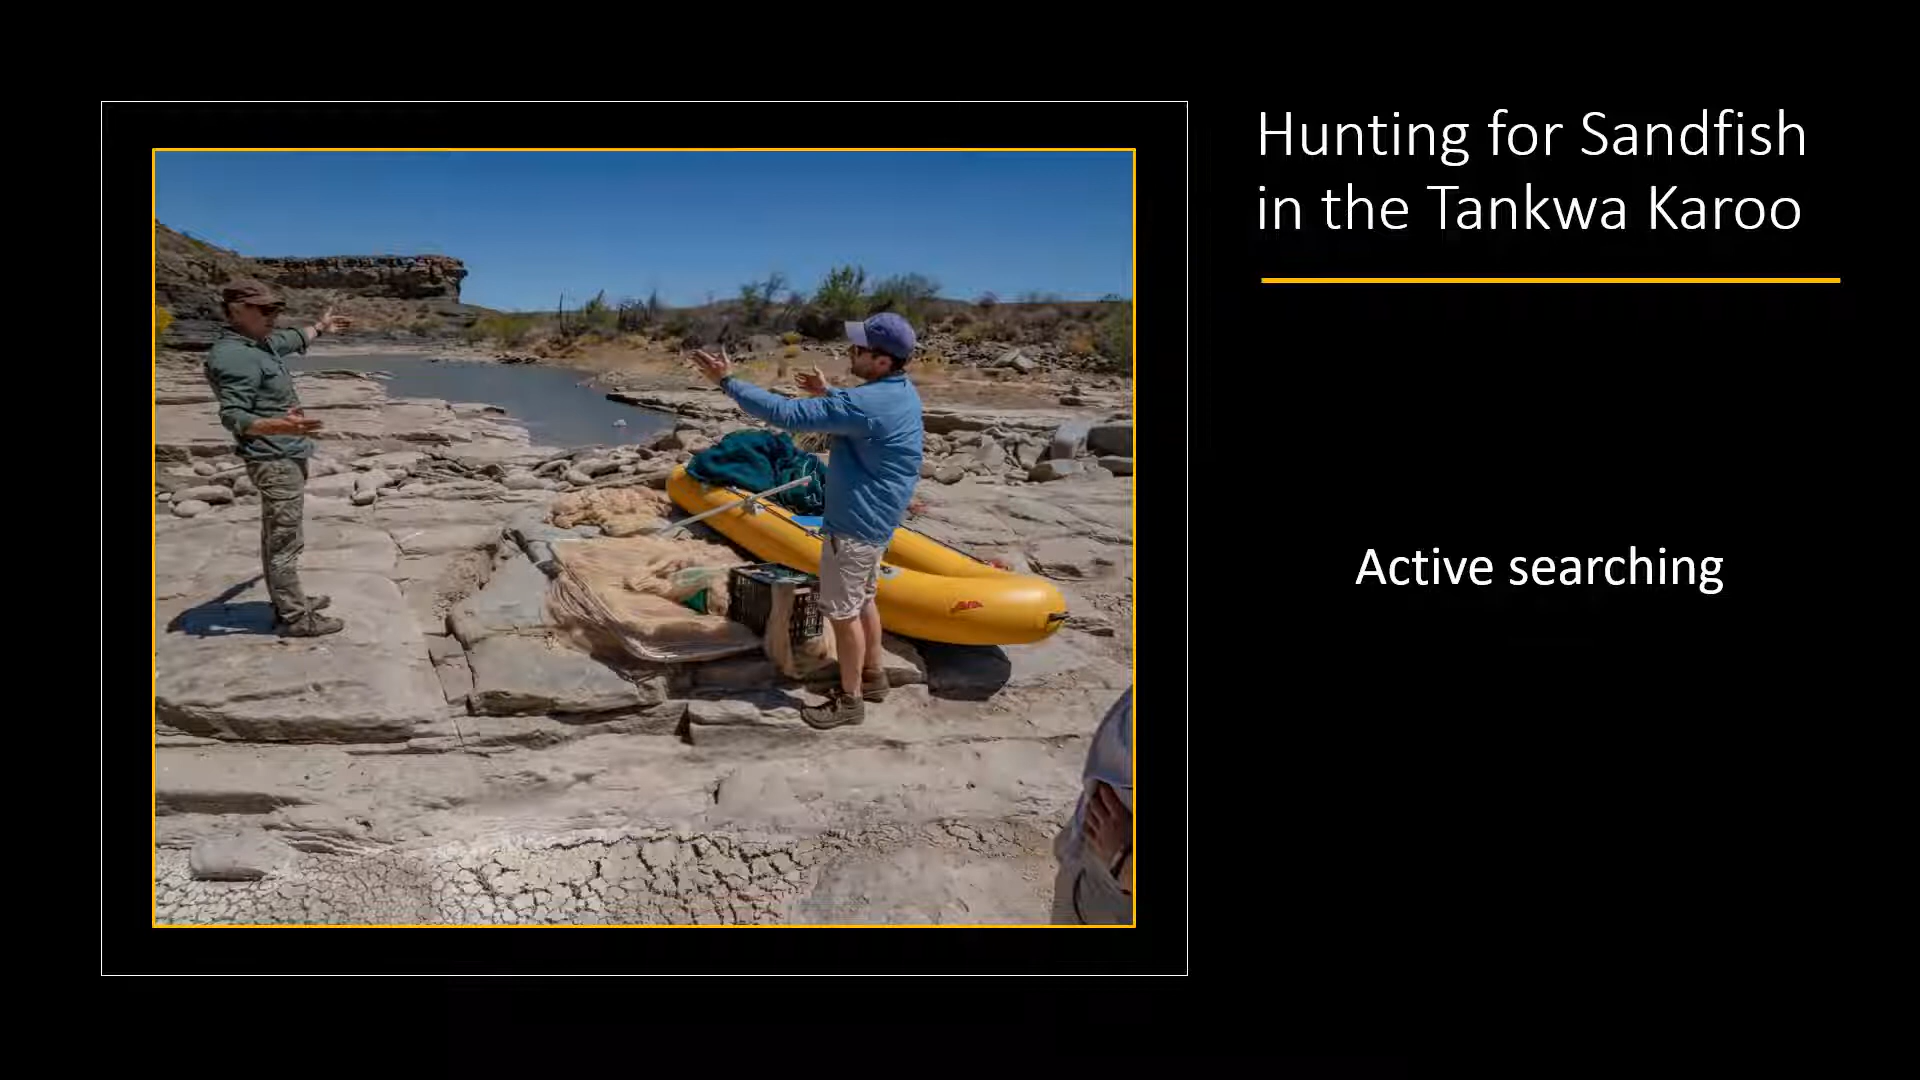 Hunting for Sandfish
in the Tankwa Karoo
Active searching